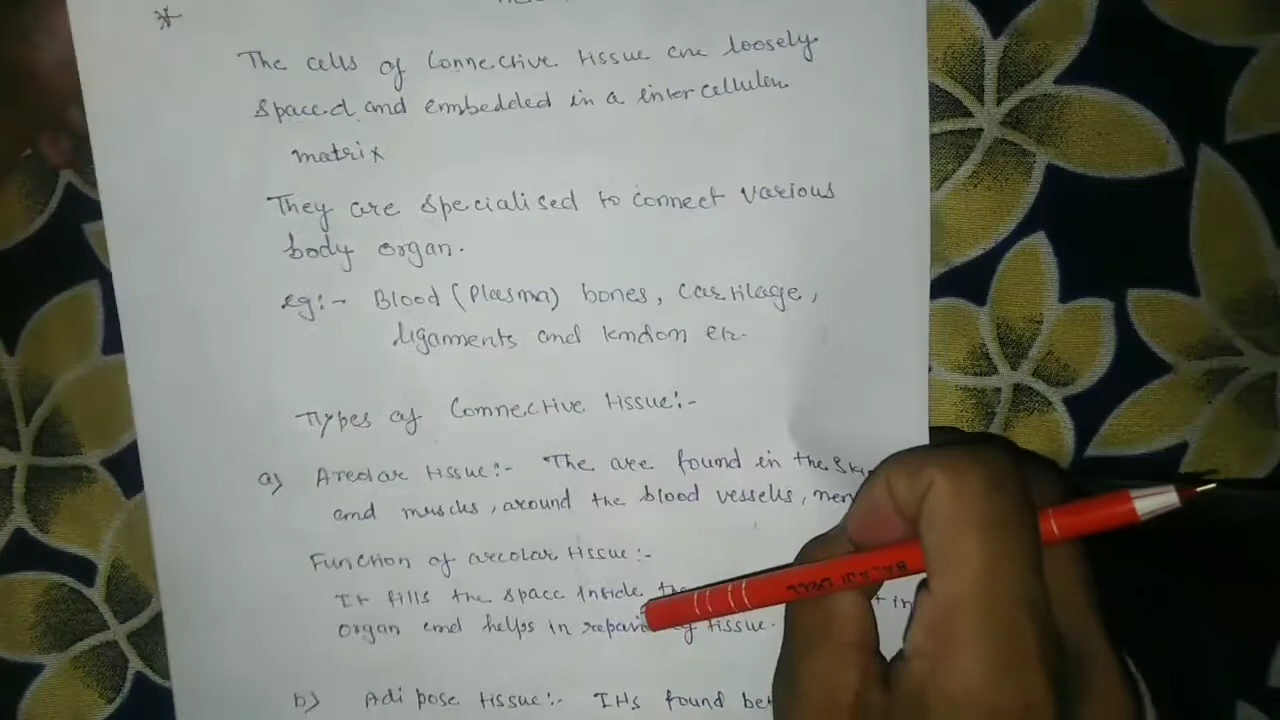 *
The cells of Connective tissue are loosely
spaced and embedded in a inter cellular
matrix
They are specialised to connect various
body organ.
eg:- Blood (Plasma) bones, Cartilage,
ligaments and tendom etc.
Types of Connective tissue:-
a) Areolar tissue:- The are found in the
and muscles, around the blood vessels,
Function of areolar tissue:-
It fills the space Inside
organ and helps in tissue.
b) Adipose tissue:- It is found